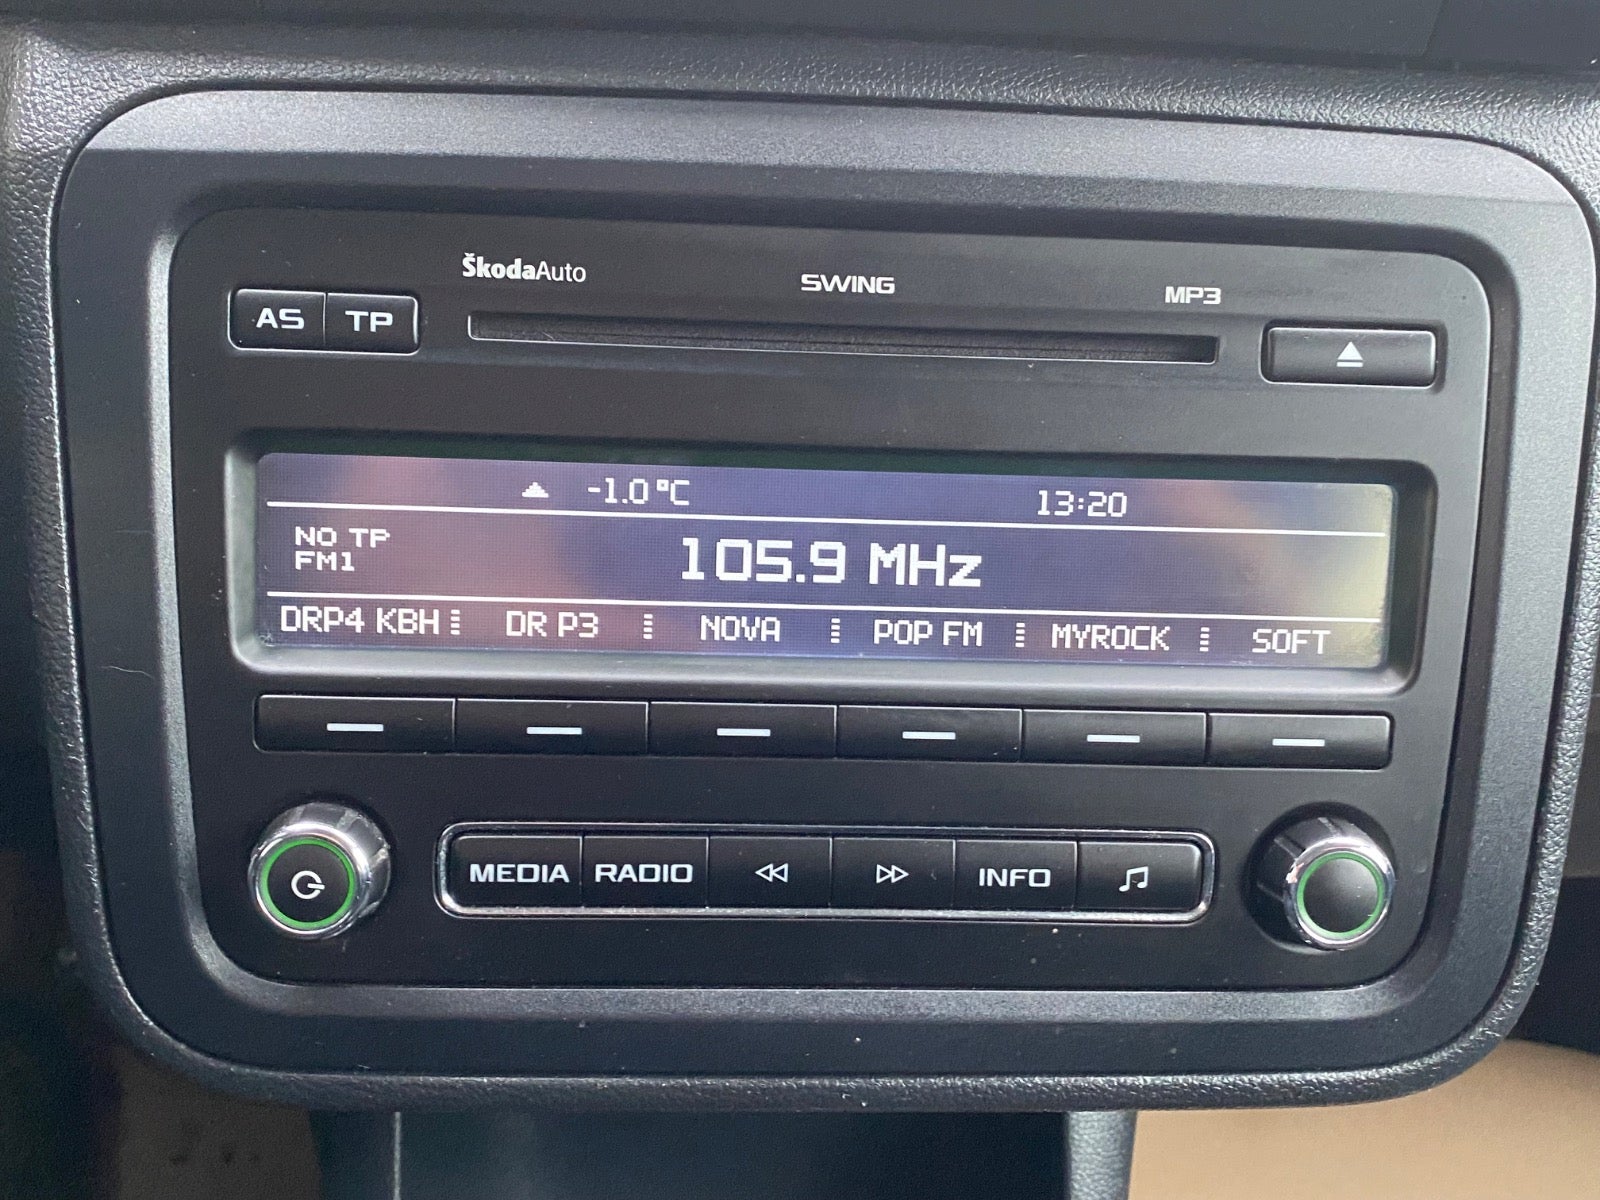 ŠkodaAuto
SWING
MP3
AS TP
-1.0 °C
13:20
NO TP
FM1
105.9 MHz
DRP4 KBH DR P3 NOVA POP FM MYROCK SOFT
MEDIA RADIO INFO